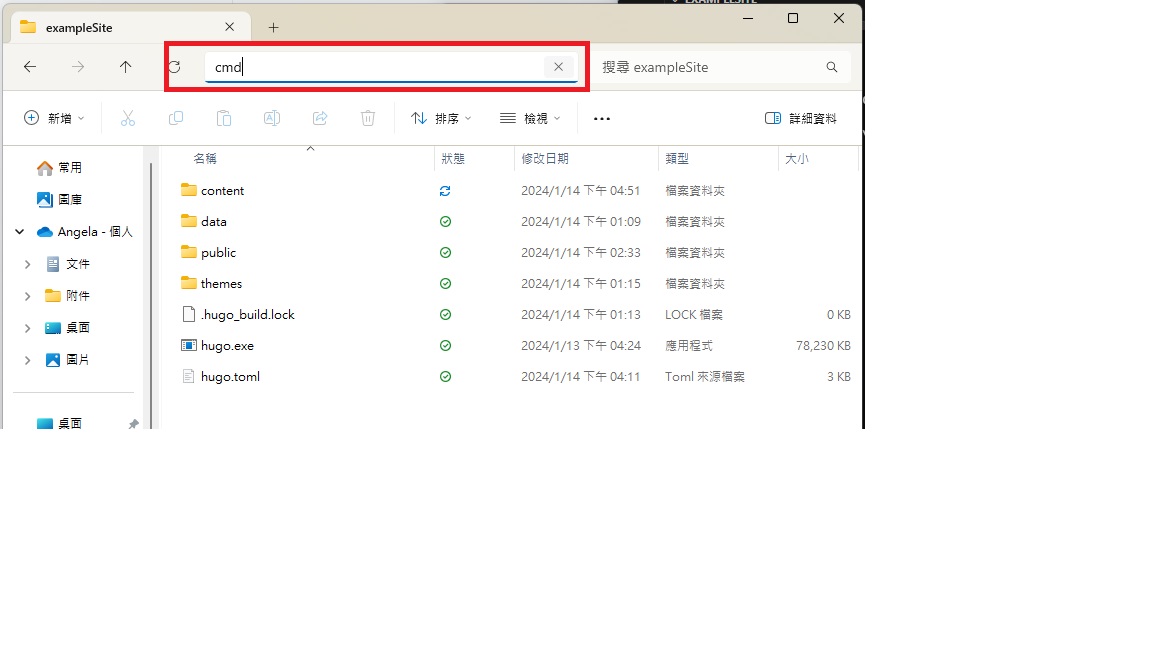 exampleSite
cmd
搜尋 exampleSite
新增
排序
檢視
詳細資料
名稱 狀態 修改日期 類型 大小
常用
圖庫
Angela - 個人
文件
附件
桌面
圖片
桌面
content 2024/1/14 下午 04:51 檔案資料夾
data 2024/1/14 下午 01:09 檔案資料夾
public 2024/1/14 下午 02:33 檔案資料夾
themes 2024/1/14 下午 01:15 檔案資料夾
.hugo_build.lock 2024/1/14 下午 01:13 LOCK 檔案 0 KB
hugo.exe 2024/1/13 下午 04:24 應用程式 78,230 KB
hugo.toml 2024/1/14 下午 04:11 Toml 來源檔案 3 KB